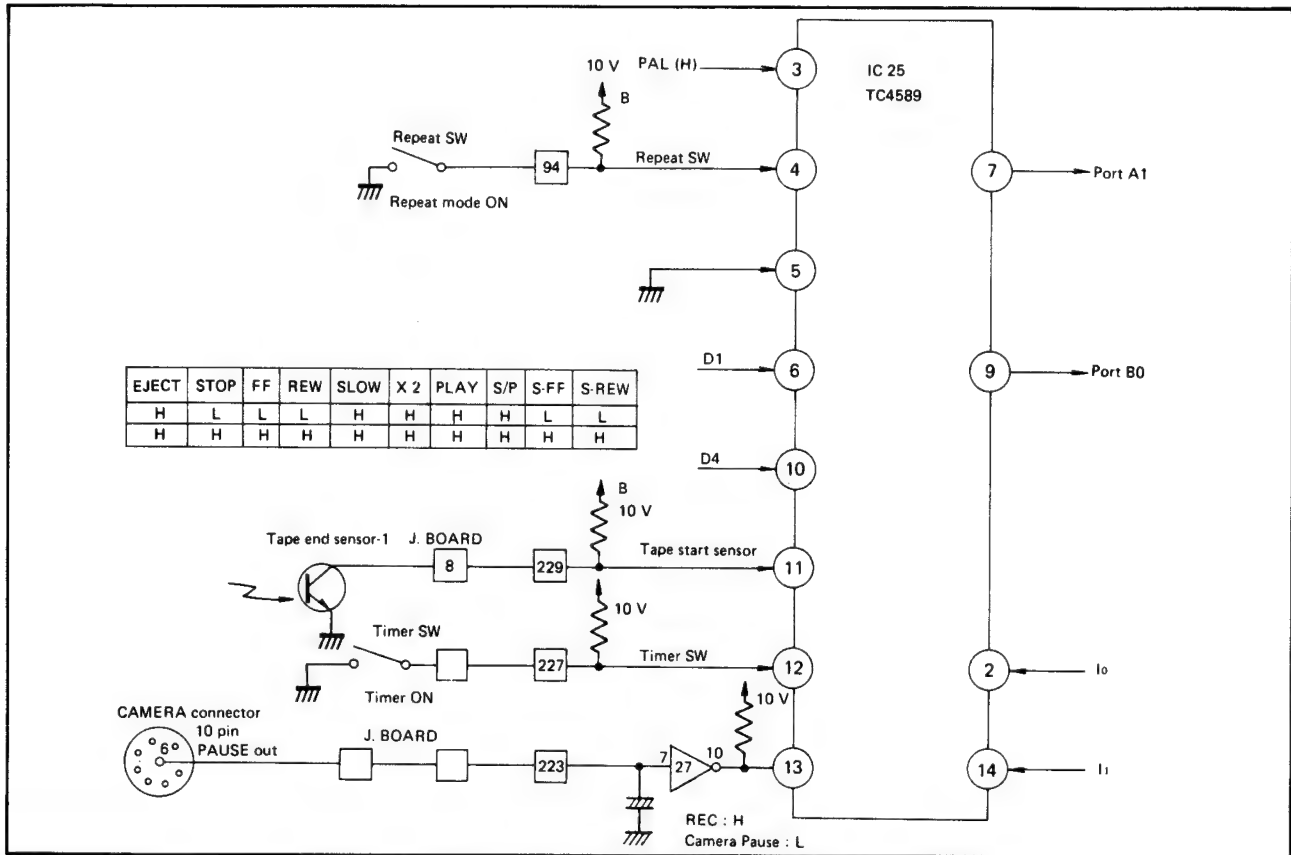 PAL (H)
3
IC 25
TC4589
10 V
B
Repeat SW
94
Repeat SW
4
7
Port A1
Repeat mode ON
5
D1
6
9
Port B0
EJECT STOP FF REW SLOW X 2 PLAY S/P S-FF S-REW
H L L L H H H H L L
H H H H H H H H H H
D4
10
B
10 V
Tape end sensor-1
J. BOARD
8
229
Tape start sensor
11
10 V
Timer SW
227
Timer SW
12
2
I0
Timer ON
10 V
CAMERA connector
10 pin
PAUSE out
6
J. BOARD
223
7
27
10
13
14
I1
REC : H
Camera Pause : L